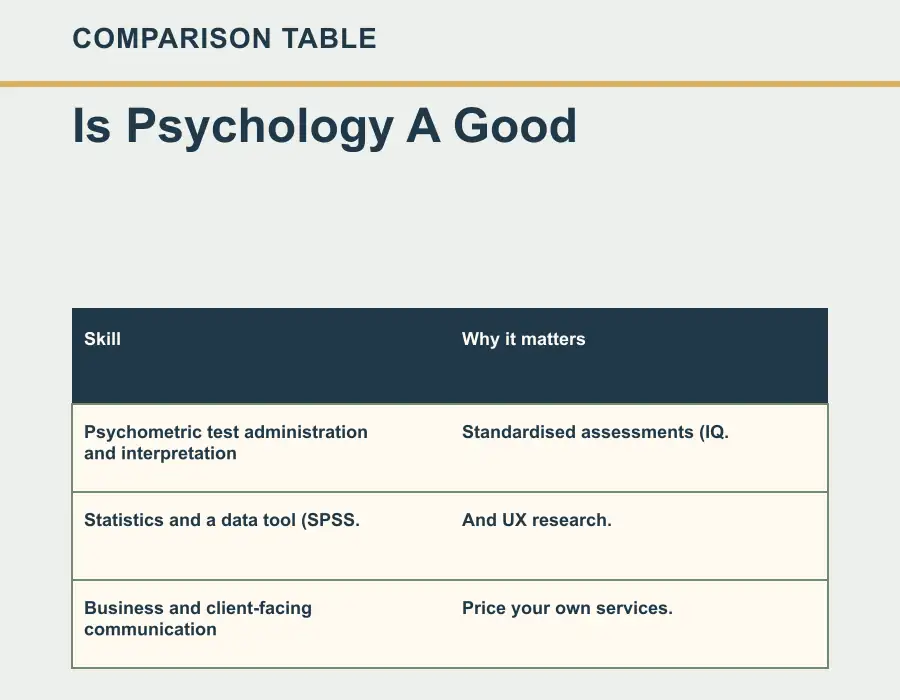 COMPARISON TABLE
Is Psychology A Good
Skill
Why it matters
Psychometric test administration
and interpretation
Standardised assessments (IQ.
Statistics and a data tool (SPSS.
And UX research.
Business and client-facing
communication
Price your own services.